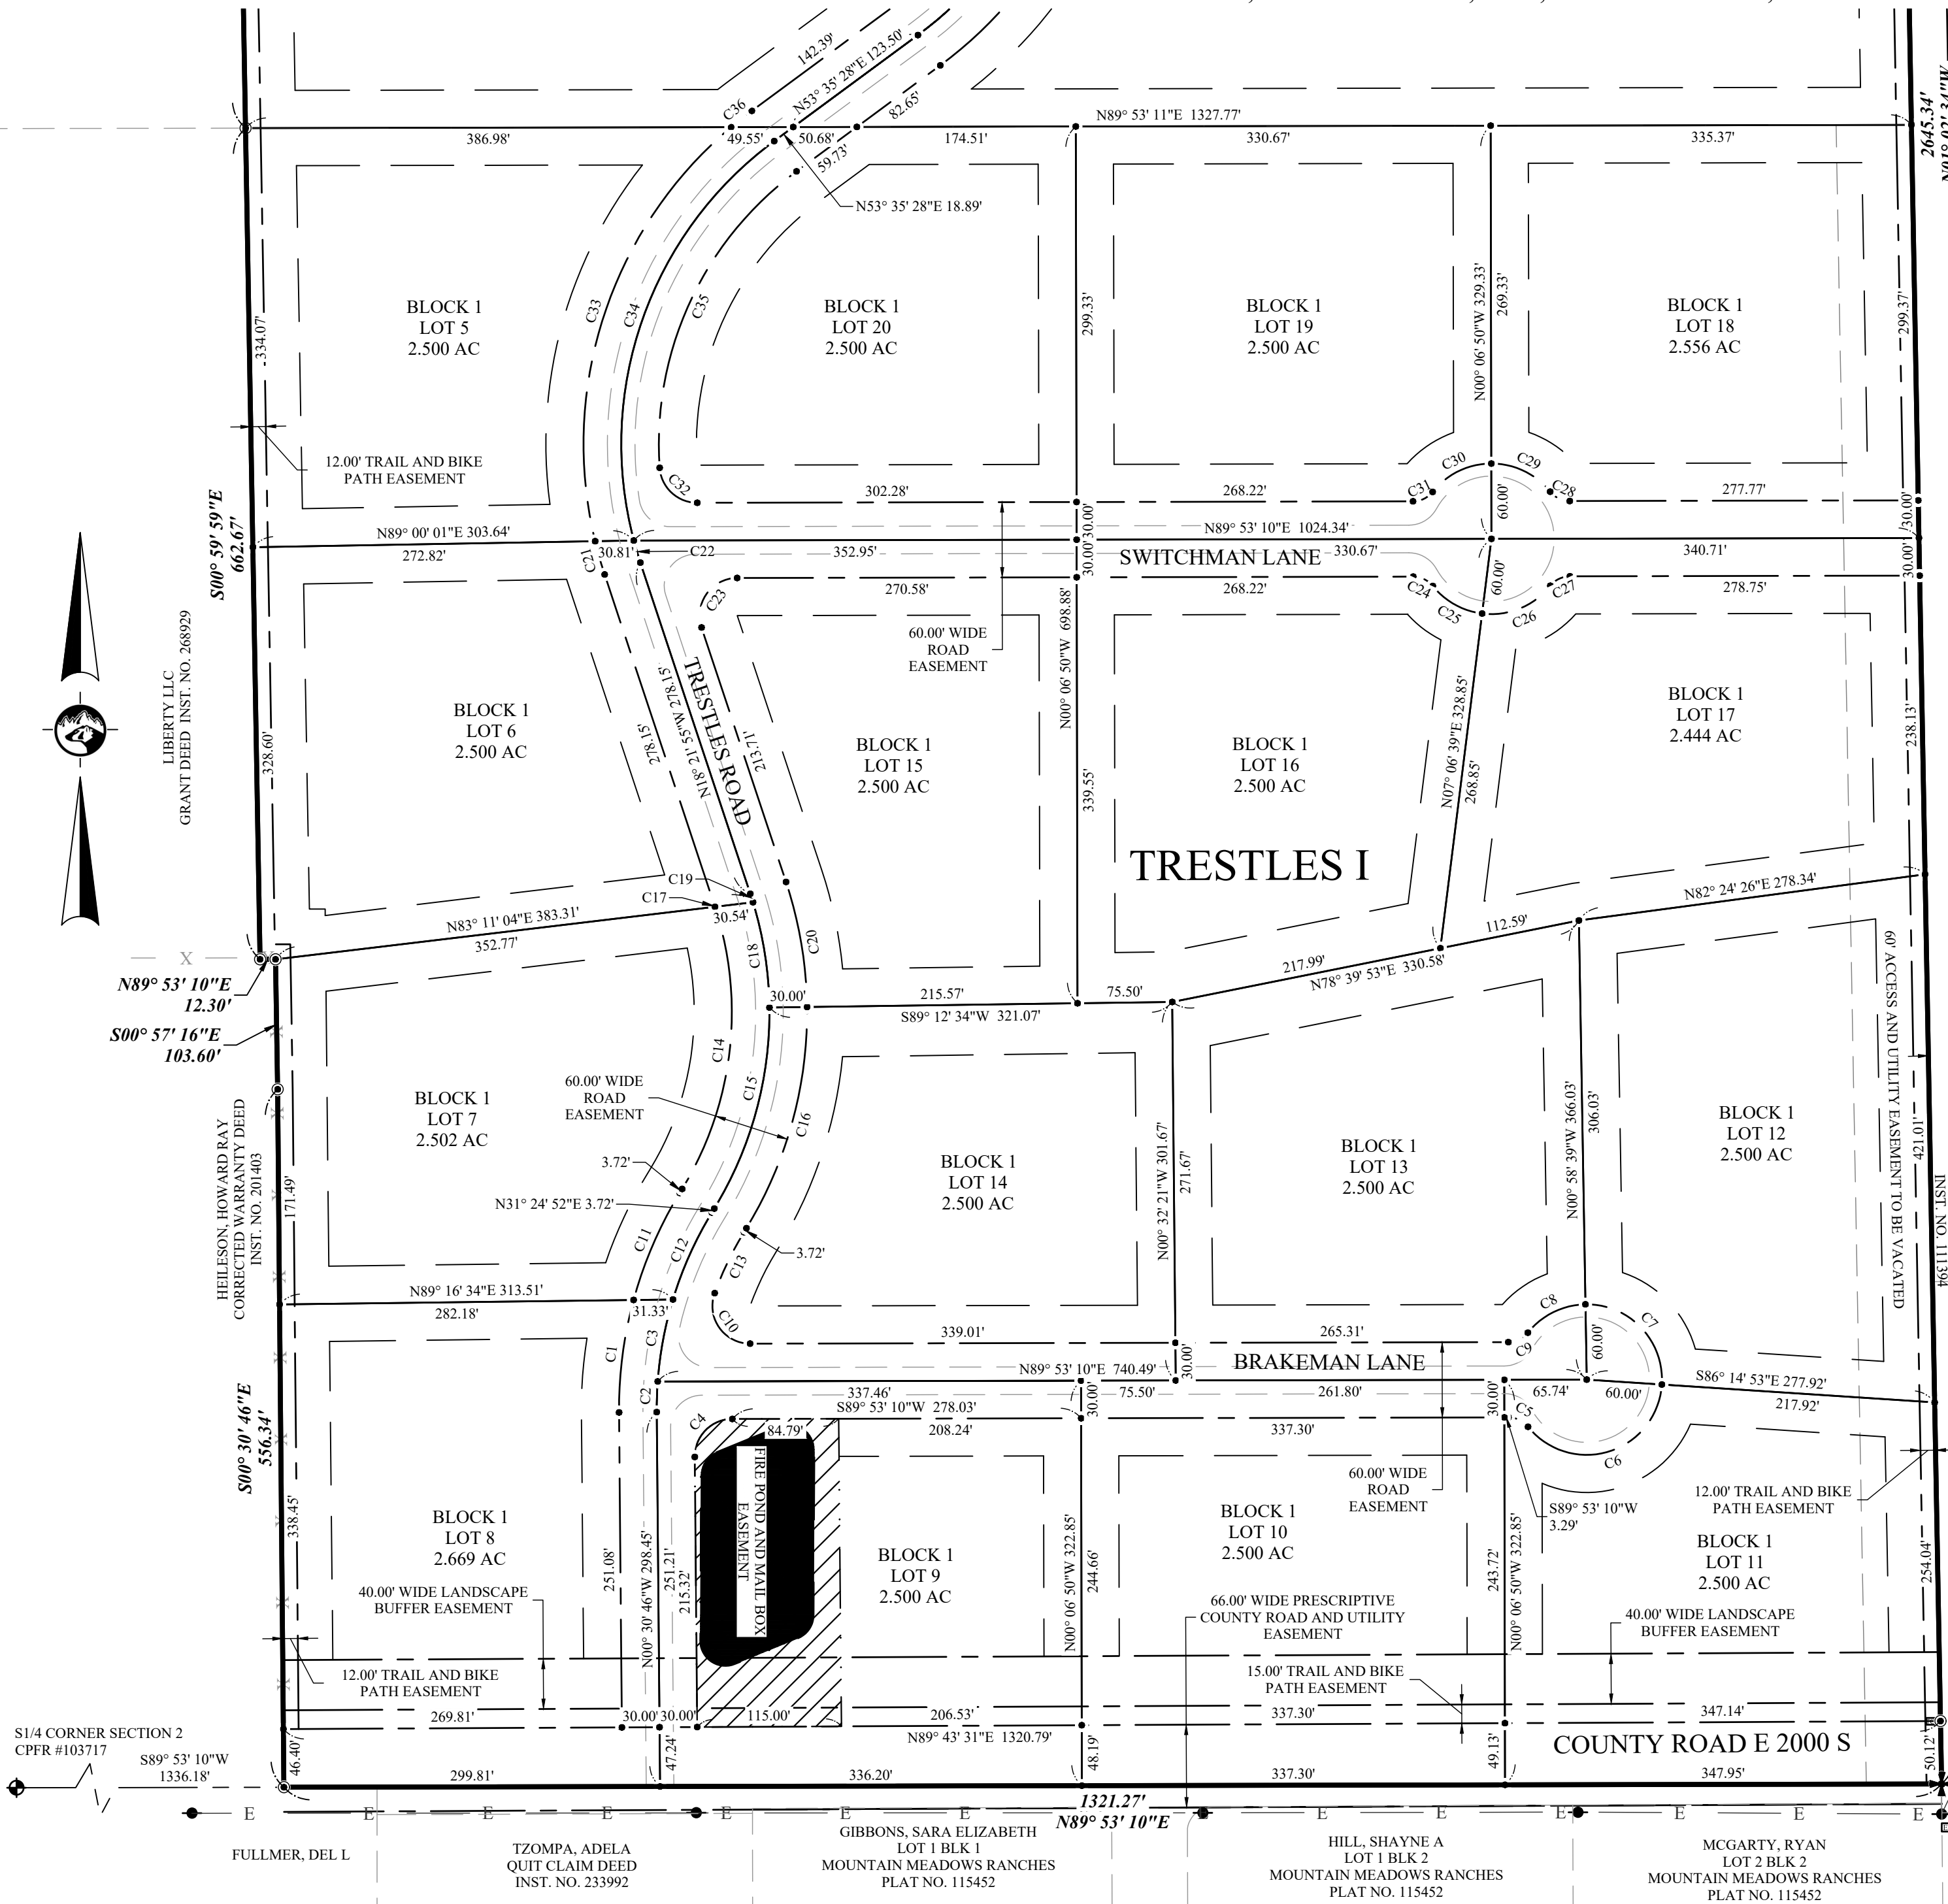 142.39'
N53° 35' 28"E 123.50'
C36
82.65'
N89° 53' 11"E 1327.77'
386.98'
49.55'
50.68'
59.73'
174.51'
330.67'
335.37'
2645.34'
N53° 35' 28"E 18.89'
334.07'
C33
C34
C35
299.33'
N00° 06' 50"W 329.33'
269.33'
299.37'
BLOCK 1
LOT 5
2.500 AC
BLOCK 1
LOT 20
2.500 AC
BLOCK 1
LOT 19
2.500 AC
BLOCK 1
LOT 18
2.556 AC
12.00' TRAIL AND BIKE
PATH EASEMENT
C32
302.28'
268.22'
C31
C30
C29
C28
277.77'
60.00'
30.00'
S00° 59' 59"E
662.67'
N89° 00' 01"E 303.64'
272.82'
C21
30.81'
C22
352.95'
30.00'
30.00'
N89° 53' 10"E 1024.34'
SWITCHMAN LANE
330.67'
340.71'
30.00'
C23
270.58'
268.22'
C24
C25
60.00'
C26
C27
278.75'
60.00' WIDE
ROAD
EASEMENT
LIBERTY LLC
GRANT DEED INST. NO. 268929
328.60'
BLOCK 1
LOT 6
2.500 AC
278.15'
N18° 21' 55"W 278.15'
TRESTLES ROAD
213.71'
BLOCK 1
LOT 15
2.500 AC
N00° 06' 50"W 698.88'
339.55'
BLOCK 1
LOT 16
2.500 AC
N07° 06' 39"E 328.85'
268.85'
BLOCK 1
LOT 17
2.444 AC
238.13'
TRESTLES I
C19
C17
30.54'
N83° 11' 04"E 383.31'
352.77'
C18
C20
N82° 24' 26"E 278.34'
112.59'
217.99'
N78° 39' 53"E 330.58'
X
N89° 53' 10"E
12.30'
S00° 57' 16"E
103.60'
30.00'
215.57'
75.50'
S89° 12' 34"W 321.07'
60' ACCESS AND UTILITY EASEMENT TO BE VACATED
421.01'
INST. NO. 111394
HEILESON, HOWARD RAY
CORRECTED WARRANTY DEED
INST. NO. 201403
171.49'
BLOCK 1
LOT 7
2.502 AC
60.00' WIDE
ROAD
EASEMENT
C14
C15
C16
3.72'
N31° 24' 52"E 3.72'
3.72'
C11
C12
C13
BLOCK 1
LOT 14
2.500 AC
N00° 32' 21"W 301.67'
271.67'
BLOCK 1
LOT 13
2.500 AC
N00° 58' 39"W 366.03'
306.03'
BLOCK 1
LOT 12
2.500 AC
N89° 16' 34"E 313.51'
282.18'
31.33'
C10
339.01'
265.31'
C8
C9
C7
60.00'
C1
C3
N89° 53' 10"E 740.49'
30.00'
BRAKEMAN LANE
S86° 14' 53"E 277.92'
217.92'
S00° 30' 46"E
556.34'
C2
337.46'
30.00'
75.50'
261.80'
30.00'
65.74'
60.00'
S89° 53' 10"W 278.03'
C4
84.79'
208.24'
337.30'
C5
C6
FIRE POND AND MAIL BOX
EASEMENT
60.00' WIDE
ROAD
EASEMENT
S89° 53' 10"W
3.29'
12.00' TRAIL AND BIKE
PATH EASEMENT
338.45'
BLOCK 1
LOT 8
2.669 AC
251.08'
N00° 30' 46"W 298.45'
251.21'
215.32'
BLOCK 1
LOT 9
2.500 AC
N00° 06' 50"W 322.85'
244.66'
BLOCK 1
LOT 10
2.500 AC
243.72'
N00° 06' 50"W 322.85'
BLOCK 1
LOT 11
2.500 AC
254.04'
40.00' WIDE LANDSCAPE
BUFFER EASEMENT
66.00' WIDE PRESCRIPTIVE
COUNTY ROAD AND UTILITY
EASEMENT
40.00' WIDE LANDSCAPE
BUFFER EASEMENT
12.00' TRAIL AND BIKE
PATH EASEMENT
15.00' TRAIL AND BIKE
PATH EASEMENT
269.81'
30.00'
30.00'
115.00'
206.53'
337.30'
347.14'
N89° 43' 31"E 1320.79'
COUNTY ROAD E 2000 S
S1/4 CORNER SECTION 2
CPFR #103717
S89° 53' 10"W
1336.18'
46.40'
47.24'
48.19'
49.13'
50.12'
299.81'
336.20'
337.30'
347.95'
1321.27'
N89° 53' 10"E
E E E E E E E E E E E E E E E
FULLMER, DEL L
TZOMPA, ADELA
QUIT CLAIM DEED
INST. NO. 233992
GIBBONS, SARA ELIZABETH
LOT 1 BLK 1
MOUNTAIN MEADOWS RANCHES
PLAT NO. 115452
HILL, SHAYNE A
LOT 1 BLK 2
MOUNTAIN MEADOWS RANCHES
PLAT NO. 115452
MCGARTY, RYAN
LOT 2 BLK 2
MOUNTAIN MEADOWS RANCHES
PLAT NO. 115452